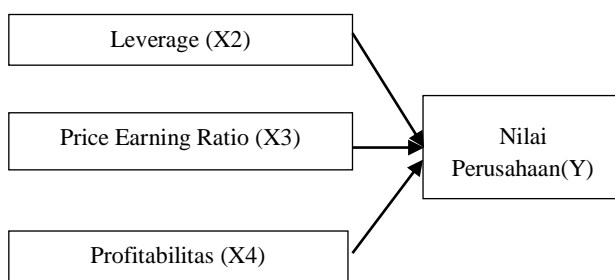 Leverage (X2)
Price Earning Ratio (X3)
Profitabilitas (X4)
Nilai
Perusahaan(Y)